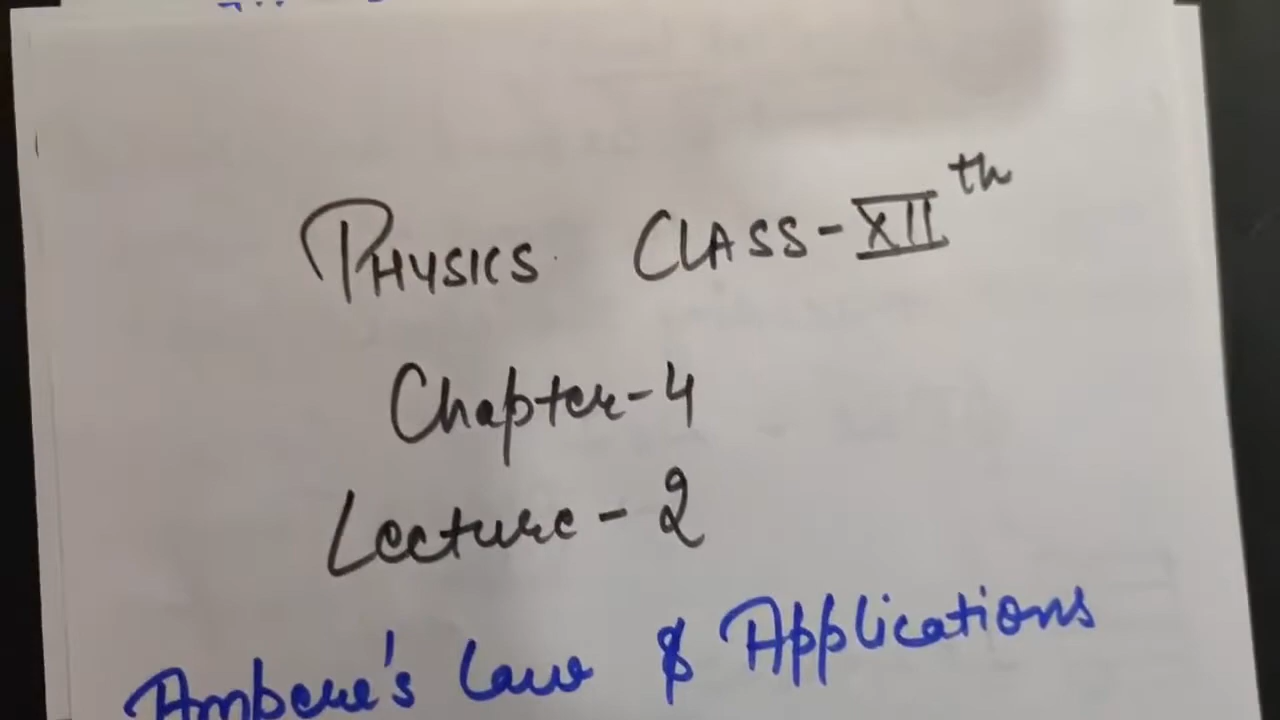 PHYSICS CLASS-XII th
Chapter-4
Lecture-2
Ampere's Law & Applications